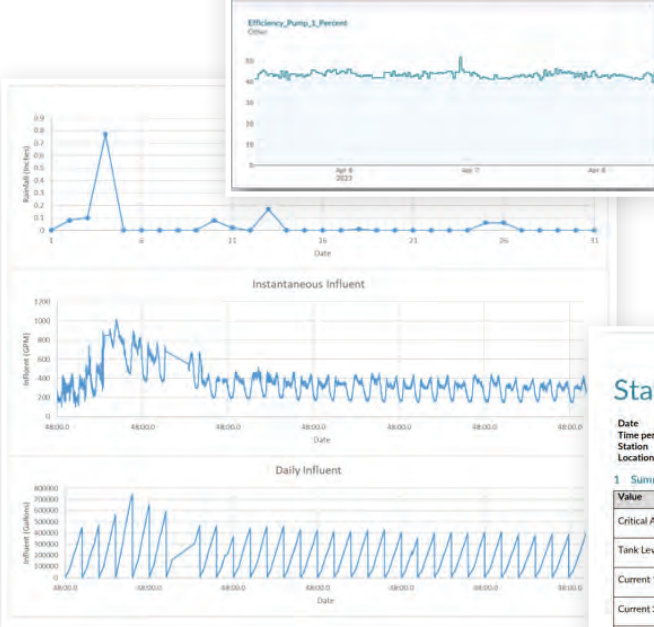 Efficiency_Pump_1_Percent
Other
50
40
30
20
10
0
Apr 6
2023
Apr 7
Apr 8
0.9
0.8
0.7
0.6
0.5
0.4
0.3
0.2
0.1
0
Rainfall (Inches)
1 6 11 16 21 26 31
Date
Instantaneous Influent
1200
1000
800
600
400
200
0
Influent (GPM)
48:00.0 48:00.0 48:00.0 48:00.0 48:00.0 48:00.0 48:00.0
Date
Daily Influent
800000
700000
600000
500000
400000
300000
200000
100000
0
Influent (Gallons)
48:00.0 48:00.0 48:00.0 48:00.0 48:00.0 48:00.0 48:00.0
Date
Sta
Date
Time per
Station
Location
1 Sum
Value
Critical A
Tank Lev
Current
Current